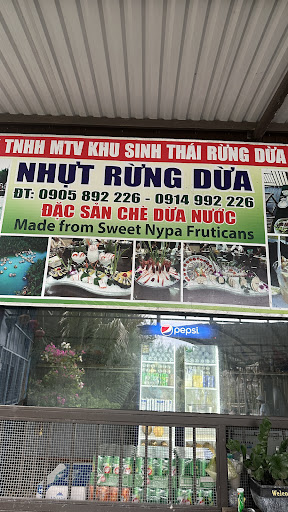 TNHH MTV KHU SINH THÁI RỪNG DỪA
NHỰT RỪNG DỪA
ĐT: 0905 892 226 - 0914 992 226
ĐẶC SẢN CHÈ DỪA NƯỚC
Made from Sweet Nypa Fruticans
pepsi